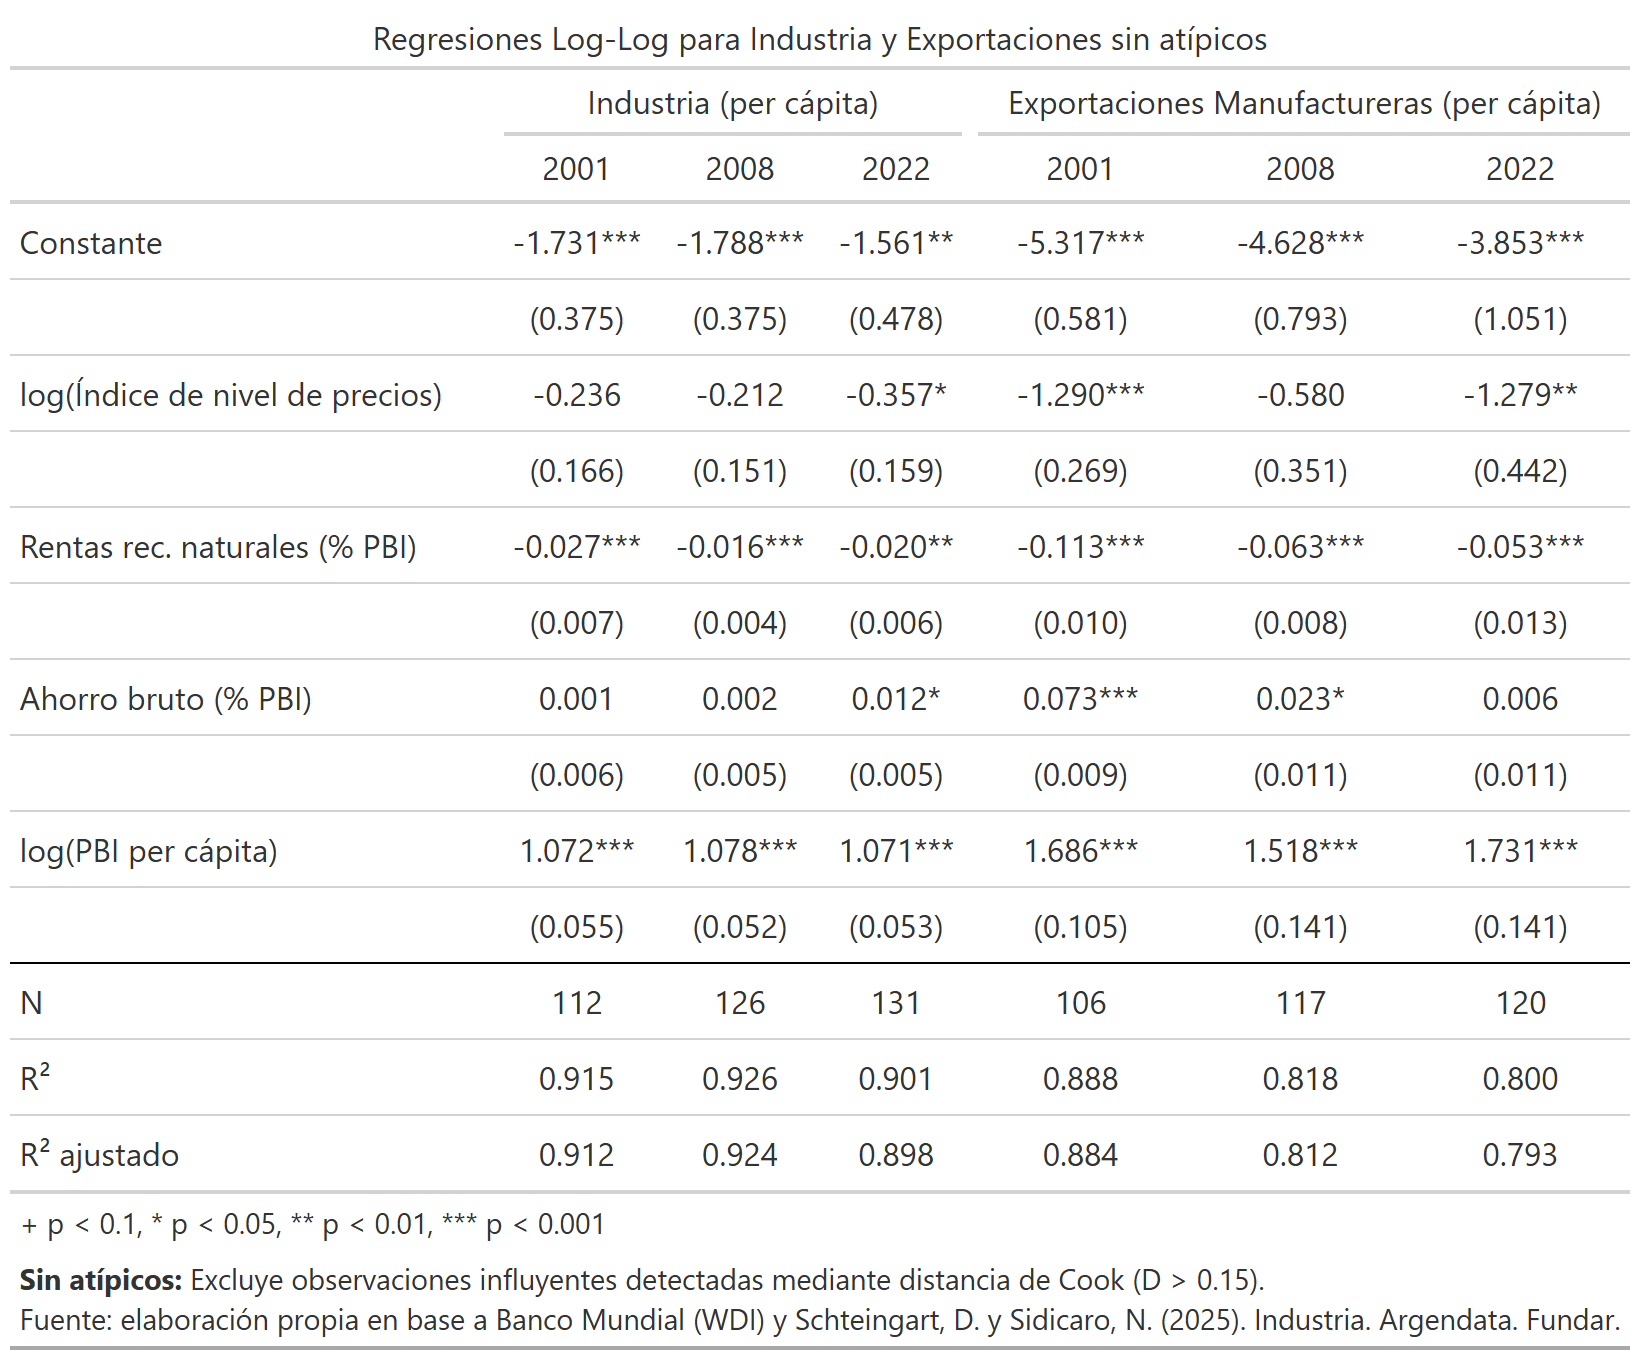 Regresiones Log-Log para Industria y Exportaciones sin atípicos
Industria (per cápita) Exportaciones Manufactureras (per cápita)
2001 2008 2022 2001 2008 2022
Constante -1.731*** -1.788*** -1.561** -5.317*** -4.628*** -3.853***
(0.375) (0.375) (0.478) (0.581) (0.793) (1.051)
log(Índice de nivel de precios) -0.236 -0.212 -0.357* -1.290*** -0.580 -1.279**
(0.166) (0.151) (0.159) (0.269) (0.351) (0.442)
Rentas rec. naturales (% PBI) -0.027*** -0.016*** -0.020** -0.113*** -0.063*** -0.053***
(0.007) (0.004) (0.006) (0.010) (0.008) (0.013)
Ahorro bruto (% PBI) 0.001 0.002 0.012* 0.073*** 0.023* 0.006
(0.006) (0.005) (0.005) (0.009) (0.011) (0.011)
log(PBI per cápita) 1.072*** 1.078*** 1.071*** 1.686*** 1.518*** 1.731***
(0.055) (0.052) (0.053) (0.105) (0.141) (0.141)
N 112 126 131 106 117 120
R² 0.915 0.926 0.901 0.888 0.818 0.800
R² ajustado 0.912 0.924 0.898 0.884 0.812 0.793
+ p < 0.1, * p < 0.05, ** p < 0.01, *** p < 0.001
Sin atípicos: Excluye observaciones influyentes detectadas mediante distancia de Cook (D > 0.15).
Fuente: elaboración propia en base a Banco Mundial (WDI) y Schteingart, D. y Sidicaro, N. (2025). Industria. Argendata. Fundar.